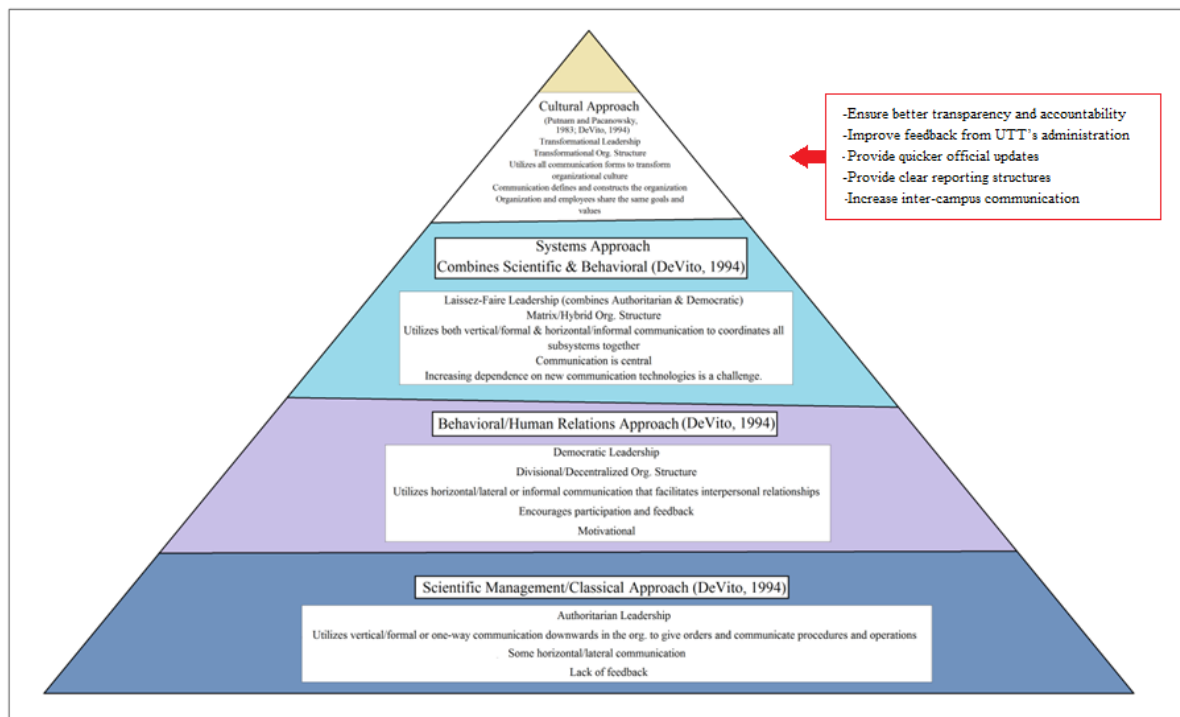 Cultural Approach
(Putnam and Pacanowsky,
1983; DeVito, 1994)
Transformational Leadership
Transformational Org. Structure
Utilizes all communication forms to transform
organizational culture
Communication defines and constructs the organization
Organization and employees share the same goals and
values
-Ensure better transparency and accountability
-Improve feedback from UTT's administration
-Provide quicker official updates
-Provide clear reporting structures
-Increase inter-campus communication
Systems Approach
Combines Scientific & Behavioral (DeVito, 1994)
Laissez-Faire Leadership (combines Authoritarian & Democratic)
Matrix/Hybrid Org. Structure
Utilizes both vertical/formal & horizontal/informal communication to coordinates all
subsystems together
Communication is central
Increasing dependence on new communication technologies is a challenge.
Behavioral/Human Relations Approach (DeVito, 1994)
Democratic Leadership
Divisional/Decentralized Org. Structure
Utilizes horizontal/lateral or informal communication that facilitates interpersonal relationships
Encourages participation and feedback
Motivational
Scientific Management/Classical Approach (DeVito, 1994)
Authoritarian Leadership
Utilizes vertical/formal or one-way communication downwards in the org. to give orders and communicate procedures and operations
Some horizontal/lateral communication
Lack of feedback